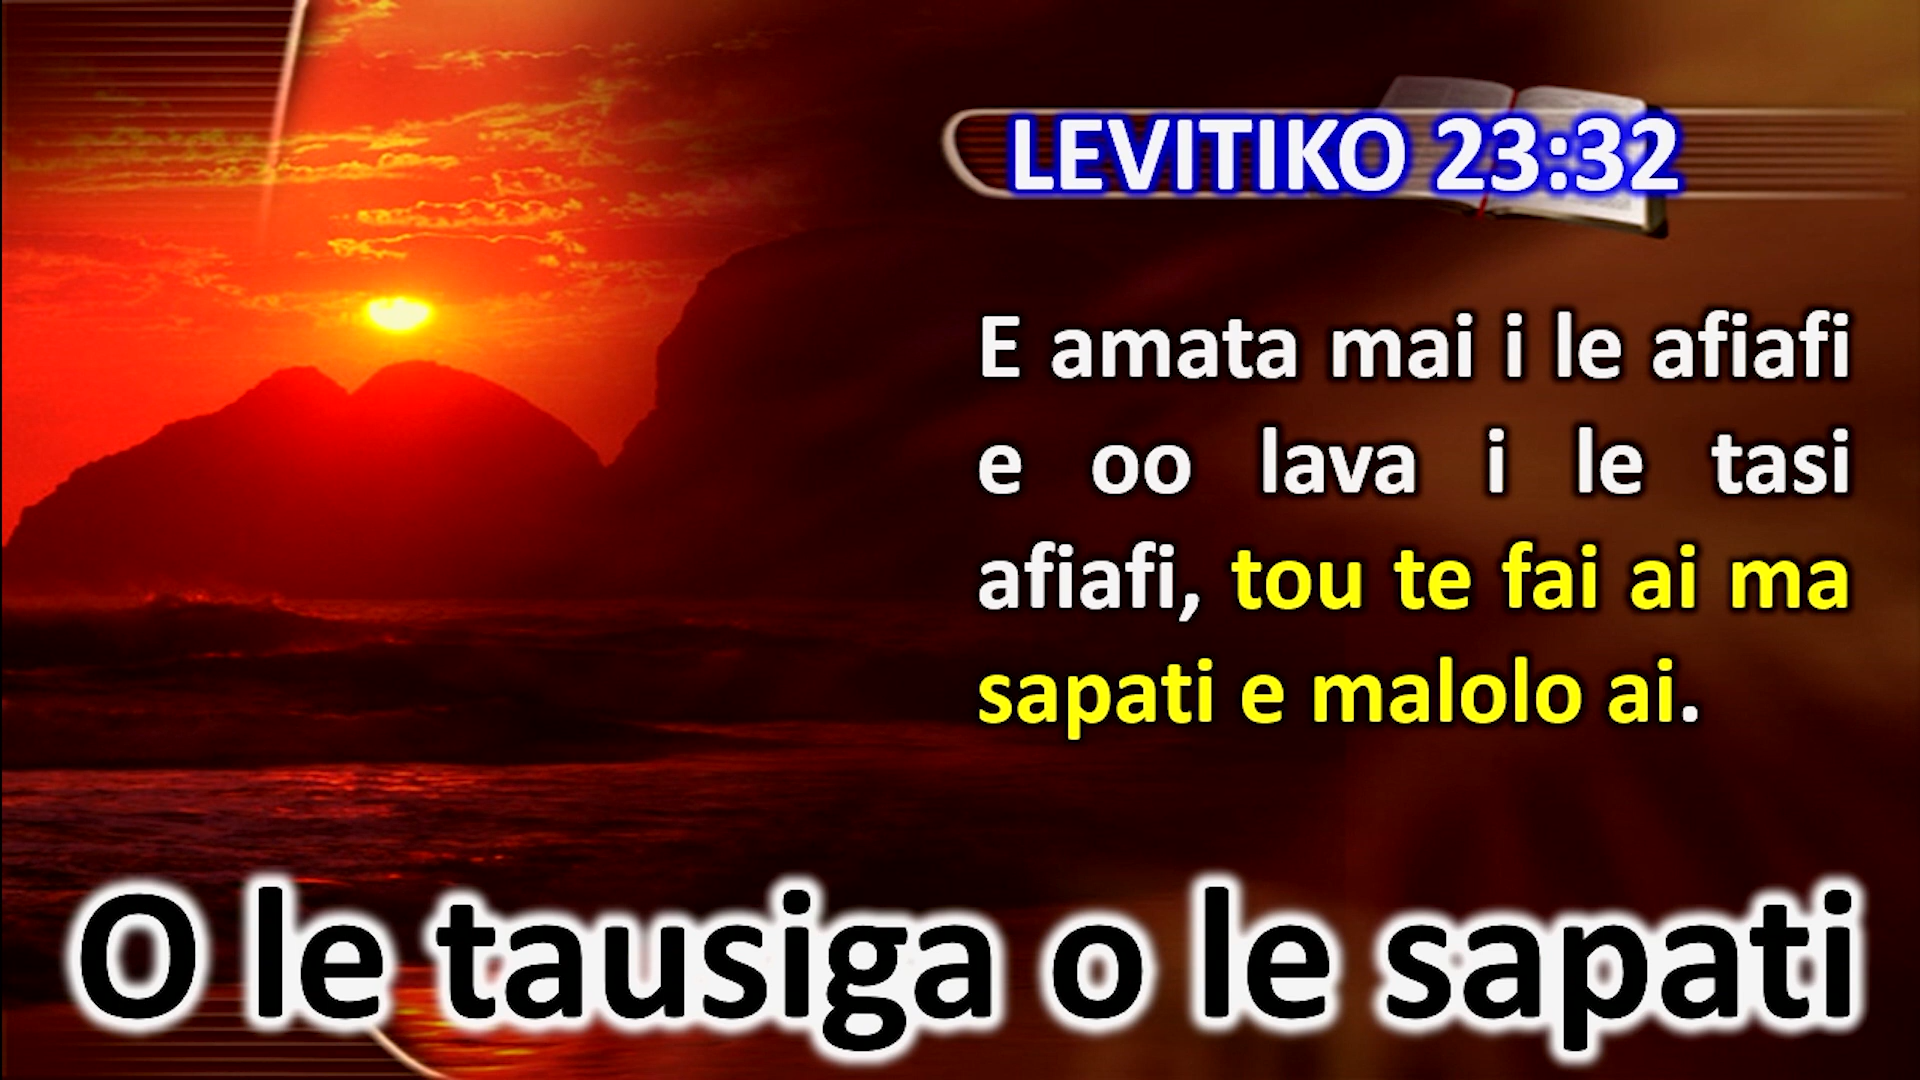 LEVITIKO 23:32
E amata mai i le afiafi
e oo lava i le tasi
afiafi, tou te fai ai ma
sapati e malolo ai.
O le tausiga o le sapati